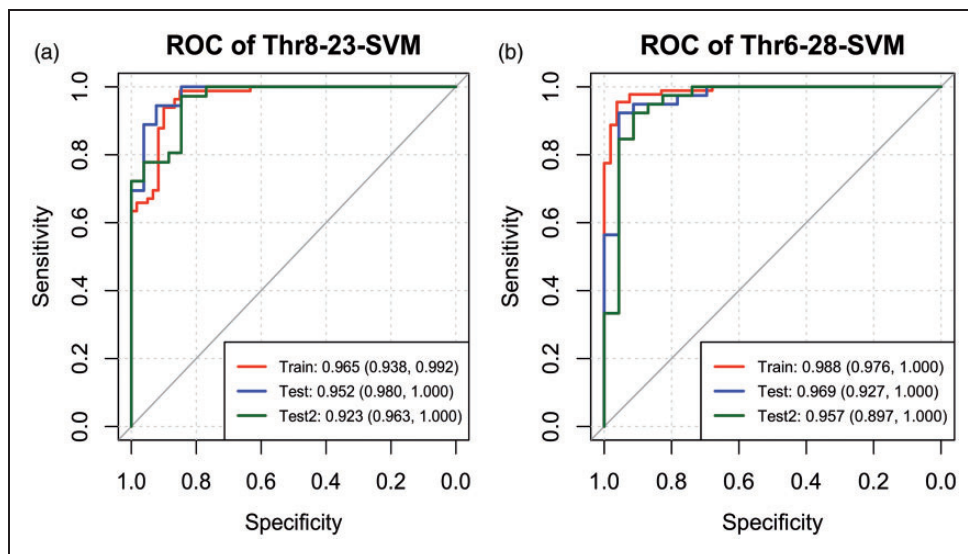 (a)
ROC of Thr8-23-SVM
Sensitivity
1.0
0.8
0.6
0.4
0.2
0.0
Train: 0.965 (0.938, 0.992)
Test: 0.952 (0.980, 1.000)
Test2: 0.923 (0.963, 1.000)
1.0 0.8 0.6 0.4 0.2 0.0
Specificity
(b)
ROC of Thr6-28-SVM
Sensitivity
1.0
0.8
0.6
0.4
0.2
0.0
Train: 0.988 (0.976, 1.000)
Test: 0.969 (0.927, 1.000)
Test2: 0.957 (0.897, 1.000)
1.0 0.8 0.6 0.4 0.2 0.0
Specificity